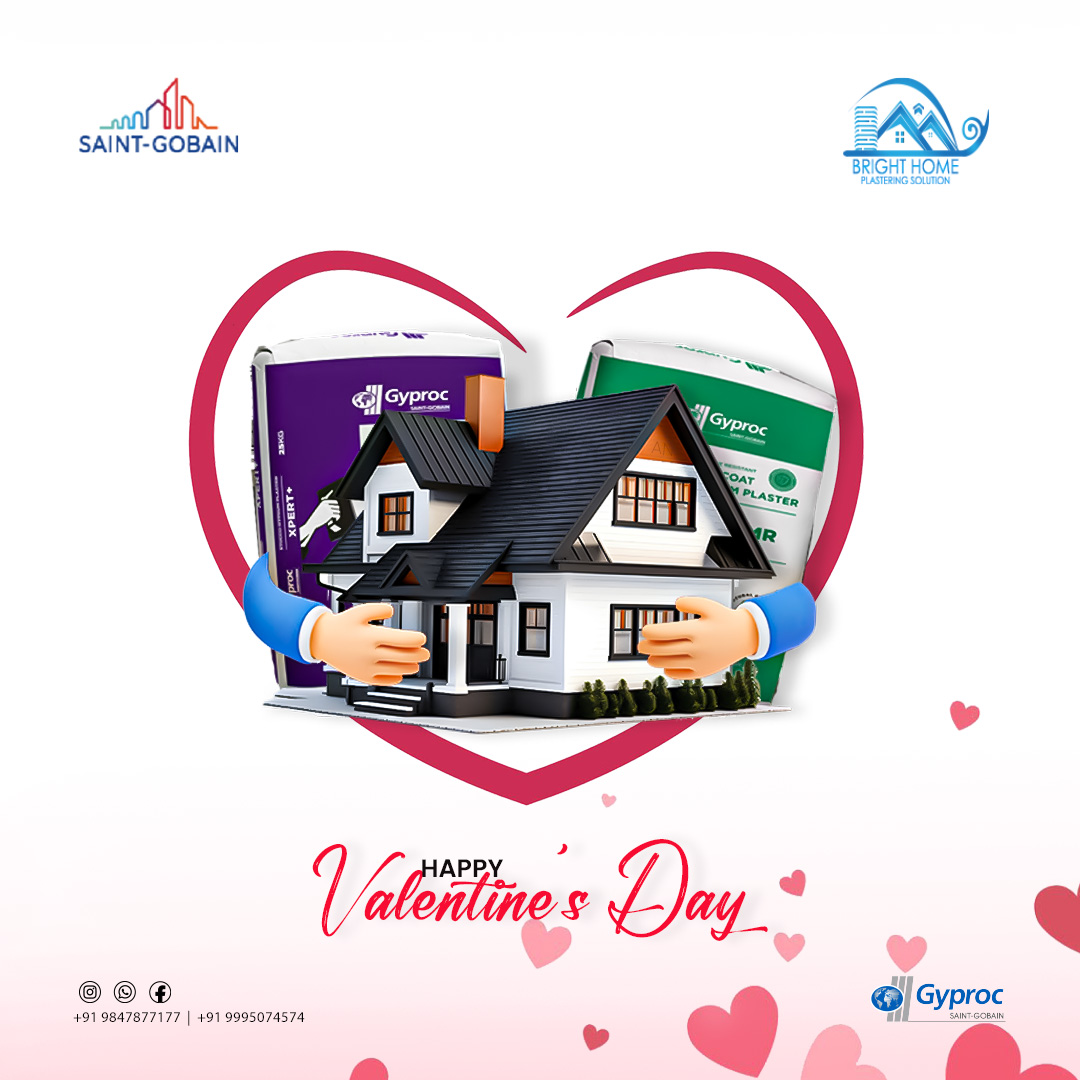 SAINT-GOBAIN
BRIGHT HOME
PLASTERING SOLUTION
Gyproc
SAINT-GOBAIN
25KG
XPERT+
Gyproc
SAINT-GOBAIN
RESISTANT
COAT
M PLASTER
MR
HAPPY
Valentine's Day
+91 9847877177 | +91 9995074574
Gyproc
SAINT-GOBAIN